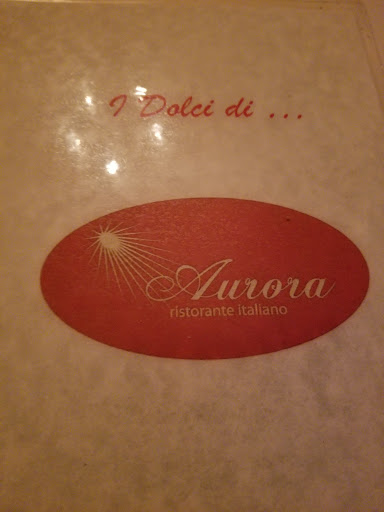 I Dolci di ...
Aurora
ristorante italiano